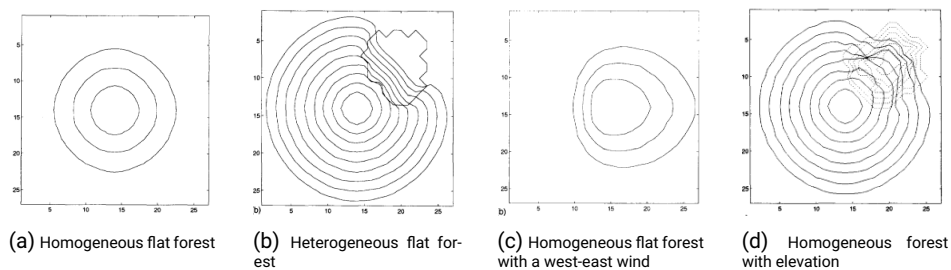 5
10
15
20
25
5 10 15 20 25
b)
5
10
15
20
25
b)
5 10 15 20 25
5
10
15
20
25
b)
5 10 15 20 25
5
10
15
20
25
5 10 15 20 25
(a) Homogeneous flat forest
(b) Heterogeneous flat for-
est
(c) Homogeneous flat forest
with a west-east wind
(d) Homogeneous forest
with elevation